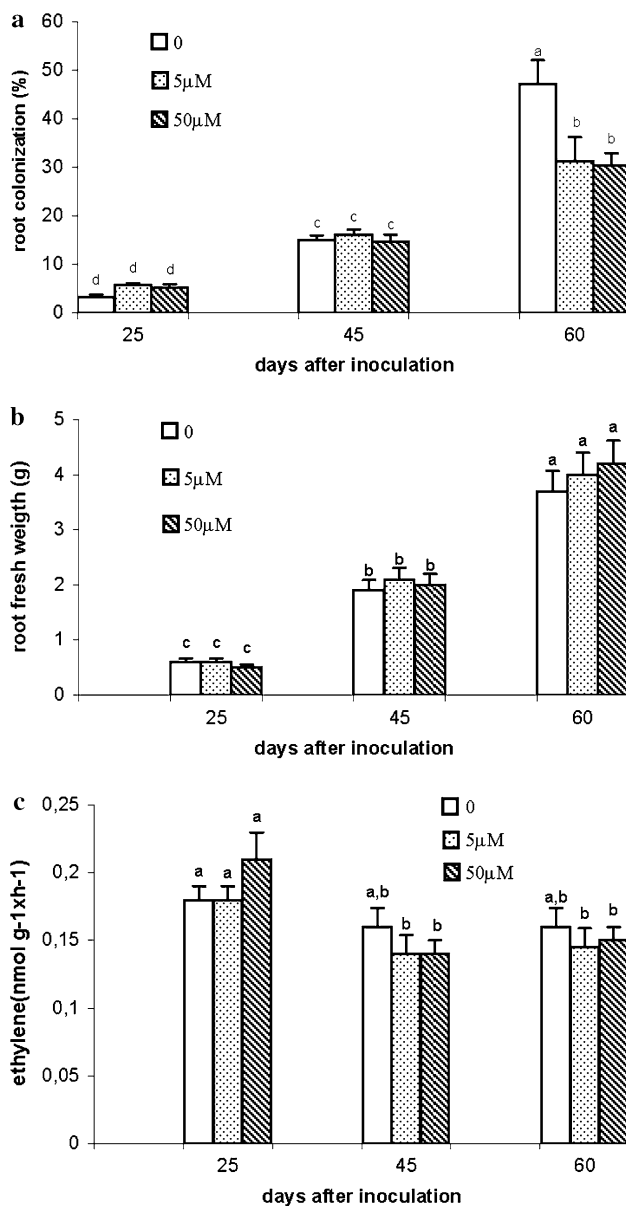 a
root colonization (%)
60
50
40
30
20
10
0
0
5µM
50µM
d d d
c c c
a b b
25 45 60
days after inoculation
b
root fresh weigth (g)
5
4
3
2
1
0
0
5µM
50µM
c c c
b b b
a a a
25 45 60
days after inoculation
c
ethylene(nmol g-1xh-1)
0,25
0,2
0,15
0,1
0,05
0
0
5µM
50µM
a a a
a,b b b
a,b b b
25 45 60
days after inoculation